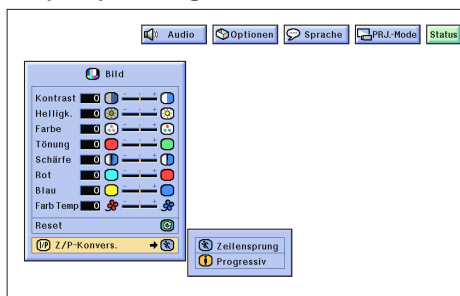 Audio Optionen Sprache PRJ.-Mode Status
Bild
Kontrast 0
Helligk. 0
Farbe 0
Tönung 0
Schärfe 0
Rot 0
Blau 0
Farb Temp 0
Reset
I/P Z/P-Konvers.
Zeilensprung
Progressiv